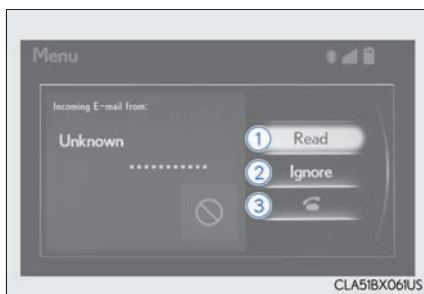 Menu
Incoming E-mail from:
Unknown
***********
1 Read
2 Ignore
3
CLA51BX061US